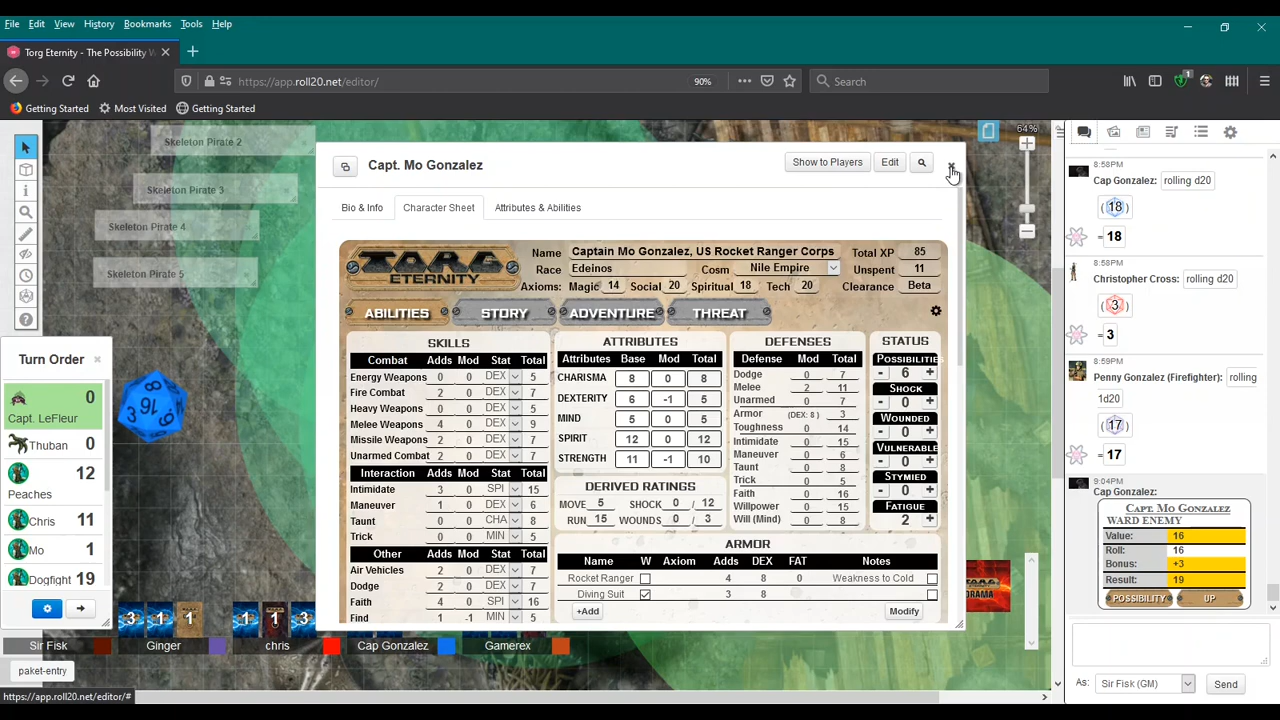 File Edit View History Bookmarks Tools Help
Torg Eternity - The Possibility W
https://app.roll20.net/editor/ 90% Search
Getting Started Most Visited Getting Started
Skeleton Pirate 2
Skeleton Pirate 3
Skeleton Pirate 4
Skeleton Pirate 5
64%
Capt. Mo Gonzalez Show to Players Edit
Bio & Info Character Sheet Attributes & Abilities
TORG ETERNITY
Name Captain Mo Gonzalez, US Rocket Ranger Corps Total XP 85
Race Edeinos Cosm Nile Empire Unspent 11
Axioms: Magic 14 Social 20 Spiritual 18 Tech 20 Clearance Beta
ABILITIES STORY ADVENTURE THREAT
SKILLS
Combat Adds Mod Stat Total
Energy Weapons 0 0 DEX 5
Fire Combat 2 0 DEX 7
Heavy Weapons 0 0 DEX 5
Melee Weapons 4 0 DEX 9
Missile Weapons 2 0 DEX 7
Unarmed Combat 2 0 DEX 7
Interaction Adds Mod Stat Total
Intimidate 3 0 SPI 15
Maneuver 1 0 DEX 6
Taunt 0 0 CHA 8
Trick 0 0 MIN 5
Other Adds Mod Stat Total
Air Vehicles 2 0 DEX 7
Dodge 2 0 DEX 7
Faith 4 0 SPI 16
Find 1 -1 MIN 5
ATTRIBUTES
Attributes Base Mod Total
CHARISMA 8 0 8
DEXTERITY 6 -1 5
MIND 5 0 5
SPIRIT 12 0 12
STRENGTH 11 -1 10
DERIVED RATINGS
MOVE 5 SHOCK 0 / 12
RUN 15 WOUNDS 0 / 3
DEFENSES
Defense Mod Total
Dodge 0 7
Melee 2 11
Unarmed 0 7
Armor (DEX: 8 ) 3
Toughness 0 14
Intimidate 0 15
Maneuver 0 6
Taunt 0 8
Trick 0 5
Faith 0 16
Willpower 0 15
Will (Mind) 0 8
STATUS
POSSIBILITIES
- 6 +
SHOCK
- 0 +
WOUNDED
- 0 +
VULNERABLE
- 0 +
STYMIED
- 0 +
FATIGUE
2 +
ARMOR
Name W Axiom Adds DEX FAT Notes
Rocket Ranger 4 8 0 Weakness to Cold
Diving Suit 3 8
+Add Modify
Turn Order
Capt. LeFleur 0
Thuban 0
Peaches 12
Chris 11
Mo 1
Dogfight 19
3 1 1 1 1 3
Sir Fisk Ginger chris Cap Gonzalez Gamerex
paket-entry
https://app.roll20.net/editor/#
DRAMA
8:58PM
Cap Gonzalez: rolling d20
(18)
= 18
8:58PM
Christopher Cross: rolling d20
(3)
= 3
8:59PM
Penny Gonzalez (Firefighter): rolling
1d20
(17)
= 17
9:04PM
Cap Gonzalez:
CAPT. MO GONZALEZ
WARD ENEMY
Value: 16
Roll: 16
Bonus: +3
Result: 19
POSSIBILITY UP
As: Sir Fisk (GM) Send